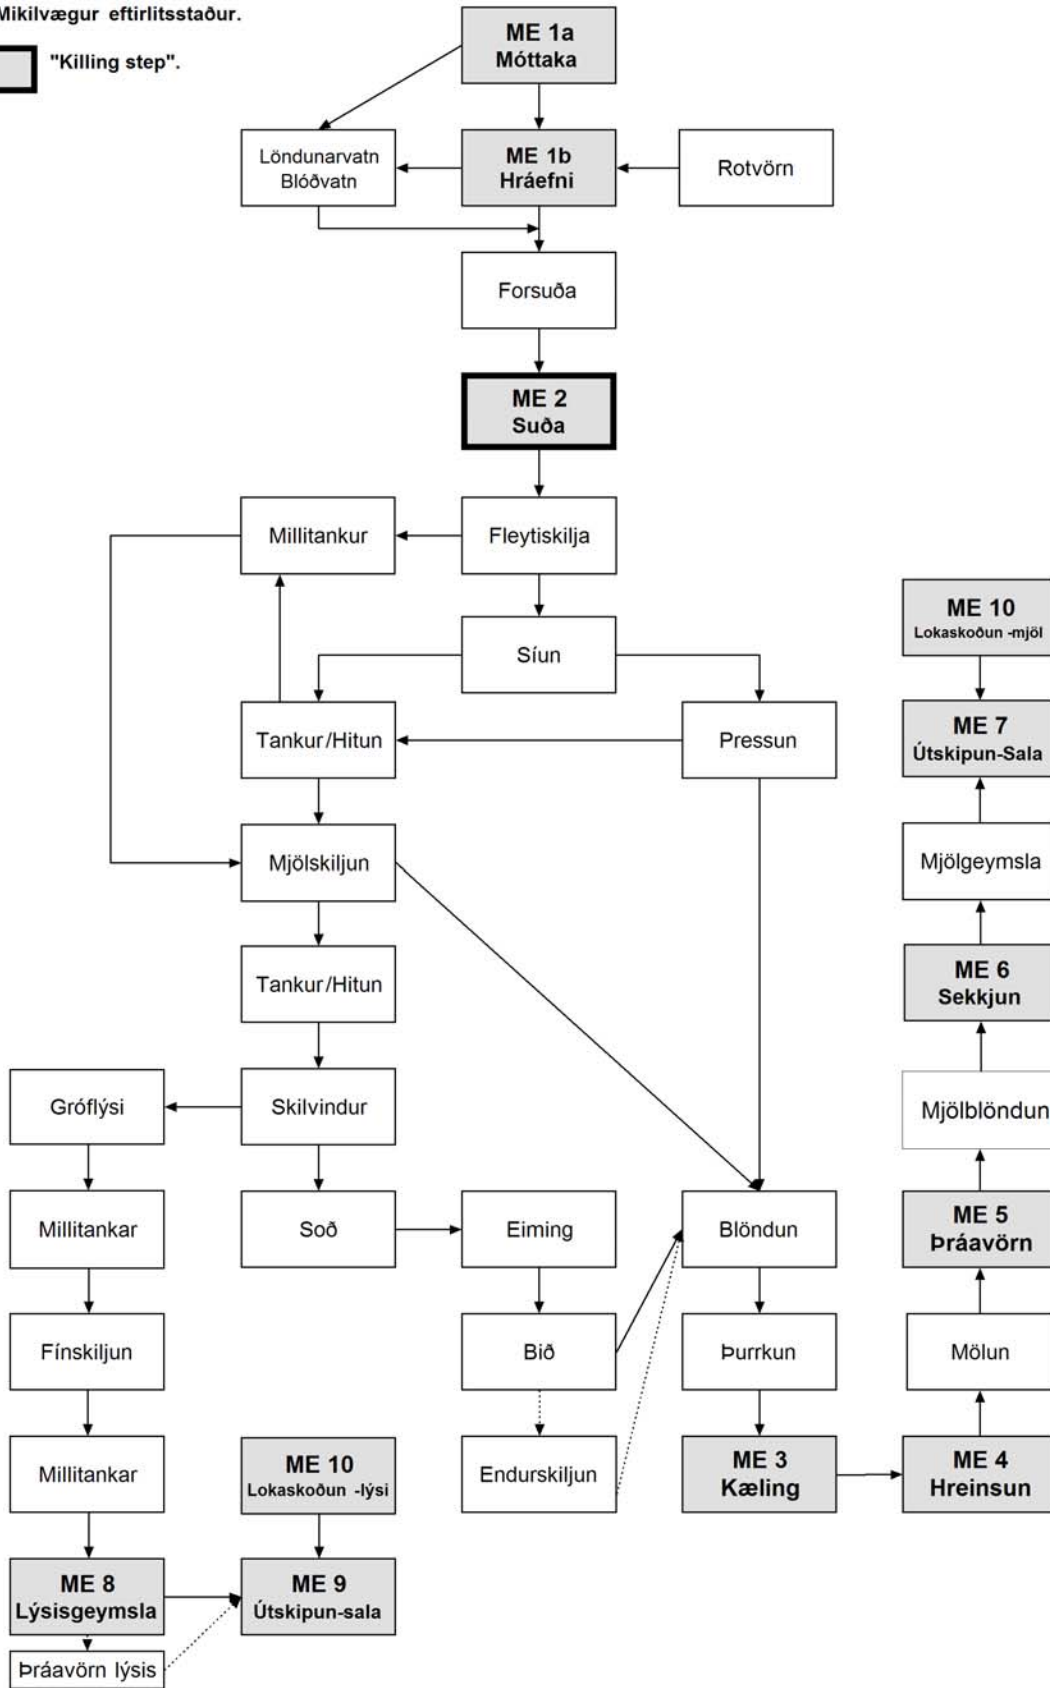 Mikilvægur eftirlitsstaður.
"Killing step".
ME 1a
Móttaka
Löndunarvatn
Blóðvatn
ME 1b
Hráefni
Rotvörn
Forsuða
ME 2
Suða
Millitankur
Fleytiskilja
Síun
ME 10
Lokaskoðun -mjöl
Tankur/Hitun
Pressun
ME 7
Útskipun-Sala
Mjölskiljun
Mjölgeymsla
Tankur/Hitun
ME 6
Sekkjun
Gróflýsi
Skilvindur
Mjölblöndun
Millitankar
Soð
Eiming
Blöndun
ME 5
Þráavörn
Fínskiljun
Bið
Þurrkun
Mölun
Millitankar
ME 10
Lokaskoðun -lýsi
Endurskiljun
ME 3
Kæling
ME 4
Hreinsun
ME 8
Lýsisgeymsla
ME 9
Útskipun-sala
Þráavörn lýsis